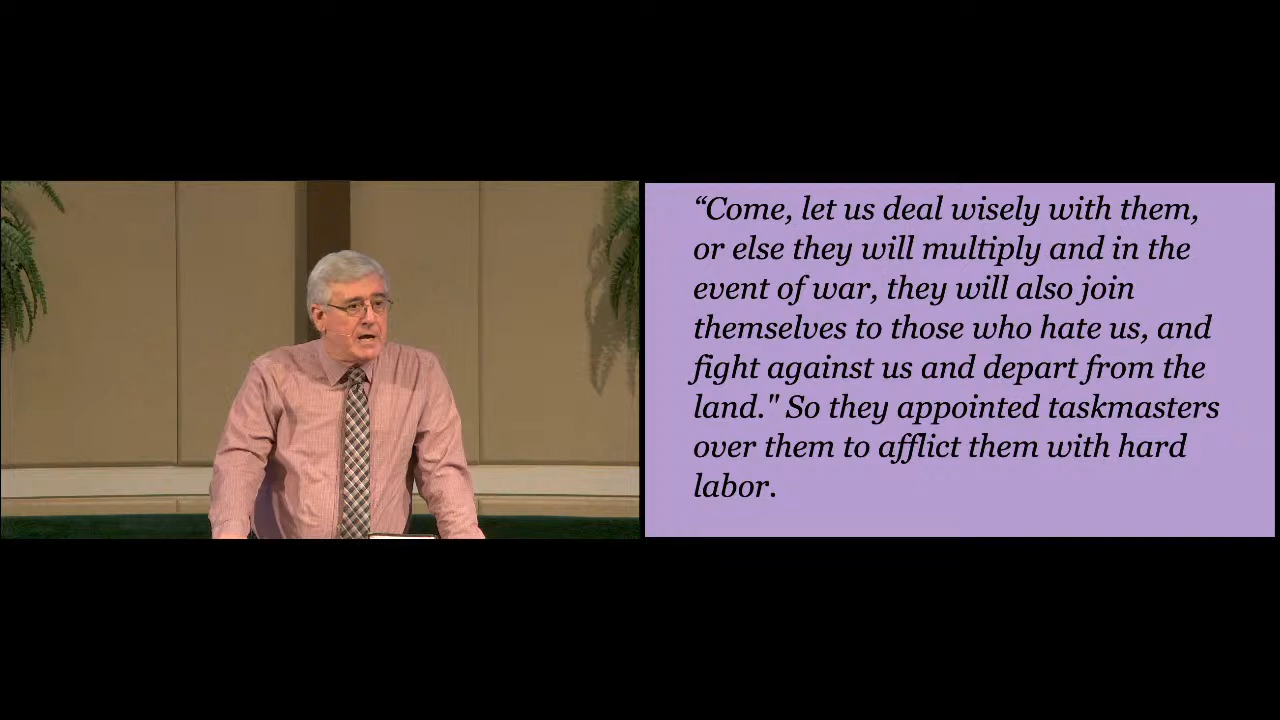 “Come, let us deal wisely with them,
or else they will multiply and in the
event of war, they will also join
themselves to those who hate us, and
fight against us and depart from the
land." So they appointed taskmasters
over them to afflict them with hard
labor.